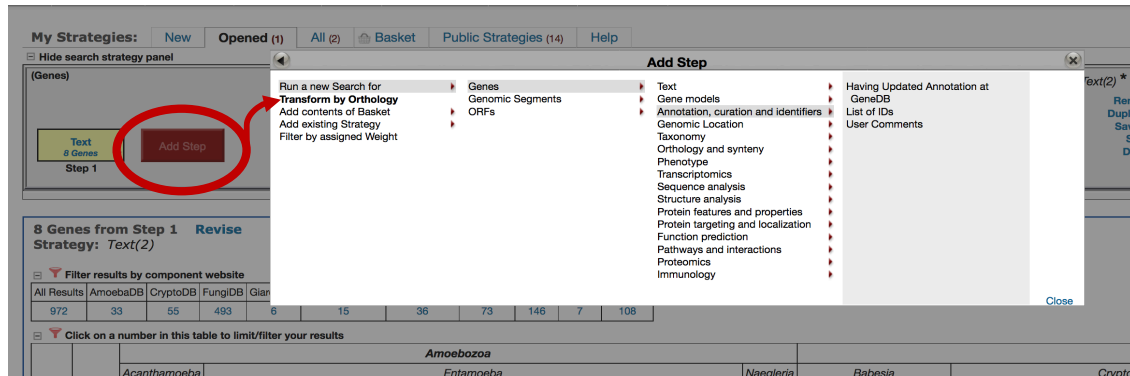 My Strategies: New Opened (1) All (2) Basket Public Strategies (14) Help
Hide search strategy panel
(Genes)
Text
8 Genes
Step 1
Add Step
Add Step
Run a new Search for
Transform by Orthology
Add contents of Basket
Add existing Strategy
Filter by assigned Weight
Genes
Genomic Segments
ORFs
Text
Gene models
Annotation, curation and identifiers
Genomic Location
Taxonomy
Orthology and synteny
Phenotype
Transcriptomics
Sequence analysis
Structure analysis
Protein features and properties
Protein targeting and localization
Function prediction
Pathways and interactions
Proteomics
Immunology
Having Updated Annotation at
GeneDB
List of IDs
User Comments
Close
Text(2) *
Ren
Dupl
Sav
S
D
8 Genes from Step 1 Revise
Strategy: Text(2)
Filter results by component website
All Results AmoebaDB CryptoDB FungiDB Giar
972 33 55 493 6 15 36 73 146 7 108
Click on a number in this table to limit/filter your results
Amoebozoa
Acanthamoeba Entamoeba Naegleria Babesia Crypto